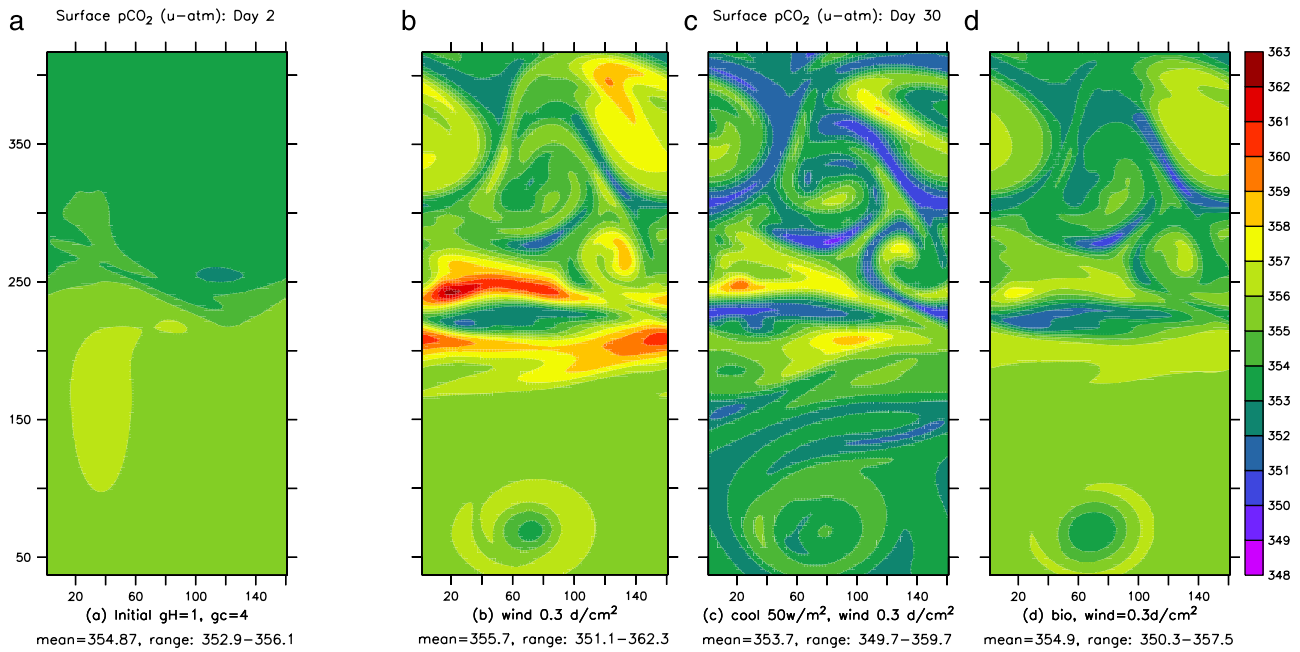 a
Surface pCO₂ (u-atm): Day 2
b
c
Surface pCO₂ (u-atm): Day 30
d
350
250
150
50
20 60 100 140
20 60 100 140
20 60 100 140
20 60 100 140
363
362
361
360
359
358
357
356
355
354
353
352
351
350
349
348
(a) Initial gH=1, gc=4
mean=354.87, range: 352.9-356.1
(b) wind 0.3 d/cm²
mean=355.7, range: 351.1-362.3
(c) cool 50w/m², wind 0.3 d/cm²
mean=353.7, range: 349.7-359.7
(d) bio, wind=0.3d/cm²
mean=354.9, range: 350.3-357.5